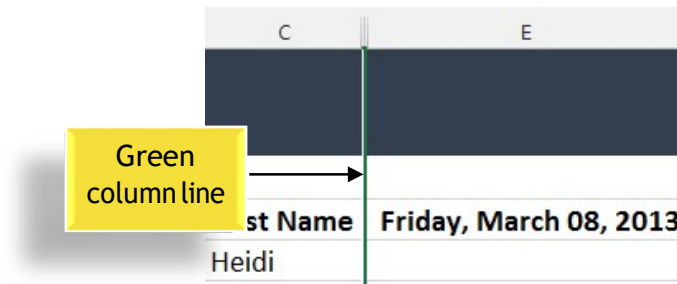 C E
Green
column line
st Name Friday, March 08, 2013
Heidi